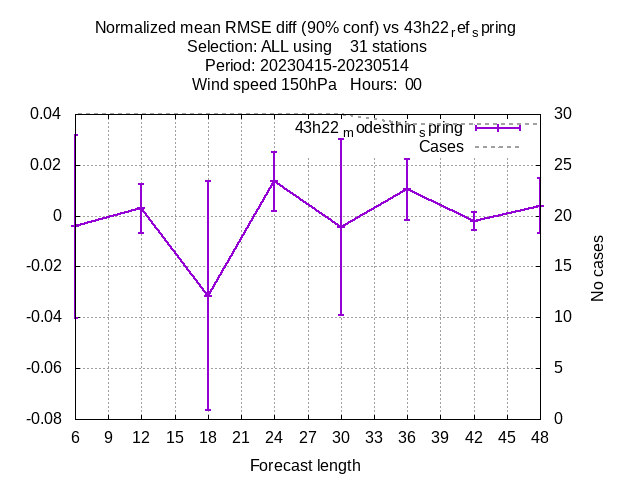 Normalized mean RMSE diff (90% conf) vs 43h22refspring
Selection: ALL using    31 stations
Period: 20230415-20230514
Wind speed 150hPa   Hours:  00
43h22modesthinspring
Cases
0.04
0.02
0
-0.02
-0.04
-0.06
-0.08
30
25
20
15
10
5
0
No cases
6 9 12 15 18 21 24 27 30 33 36 39 42 45 48
Forecast length